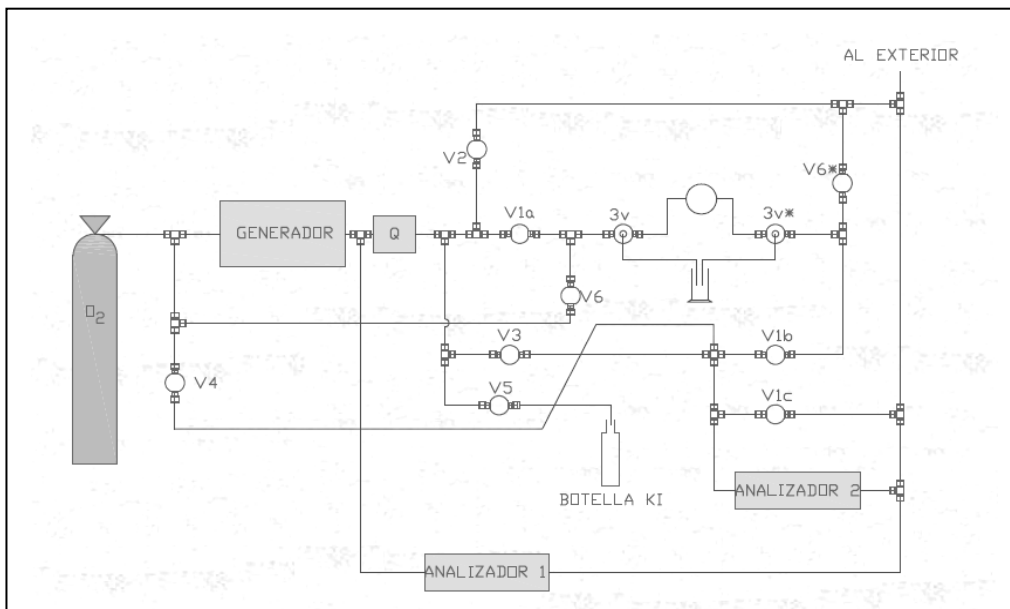 AL EXTERIOR
V2
V6*
V1a
3v
3v*
GENERADOR
Q
O2
V6
V3
V1b
V4
V5
V1c
ANALIZADOR 2
BOTELLA KI
ANALIZADOR 1